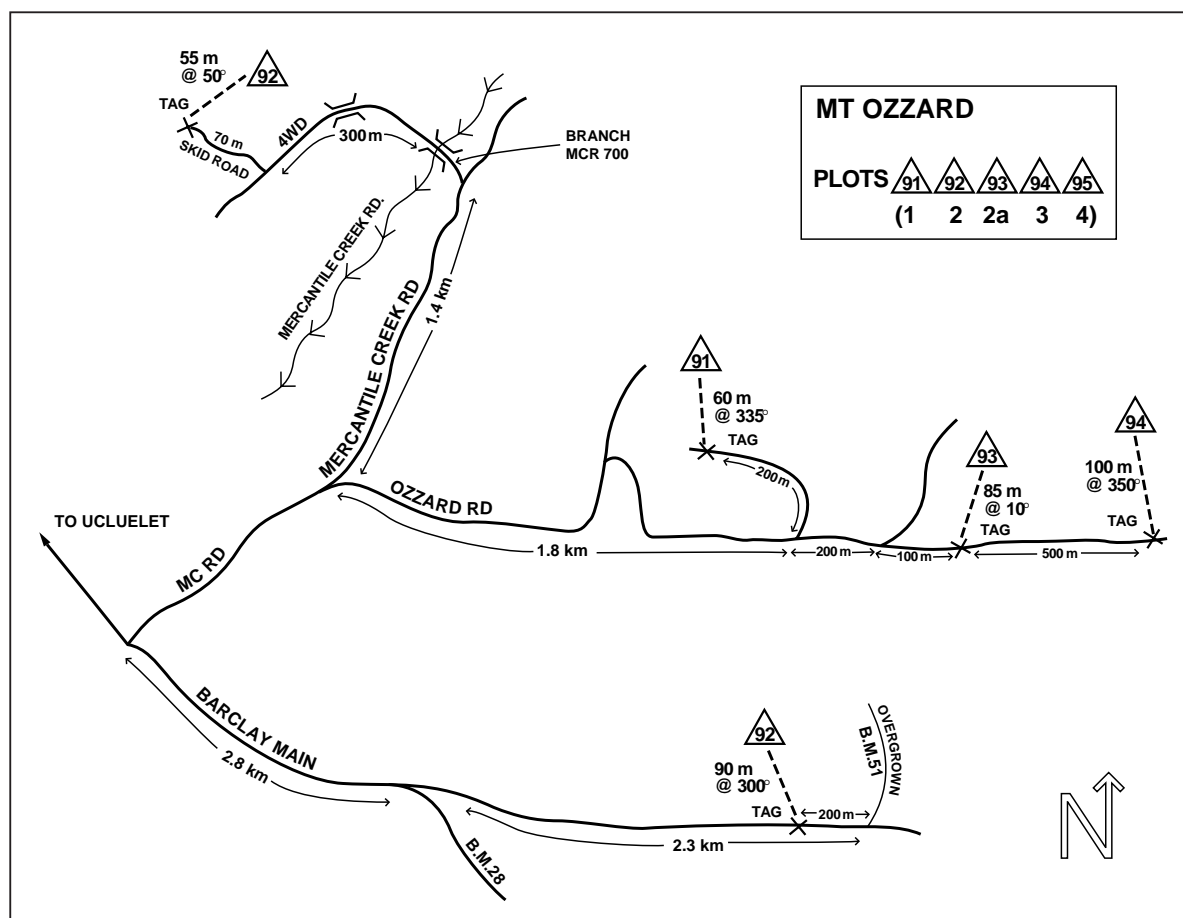 55 m
@ 50°
92
TAG
70 m
SKID ROAD
4WD
300 m
BRANCH
MCR 700
MT OZZARD
PLOTS 91 92 93 94 95
(1 2 2a 3 4)
MERCANTILE CREEK RD.
MERCANTILE CREEK RD
1.4 km
91
60 m
@ 335°
TAG
200 m
93
85 m
@ 10°
TAG
94
100 m
@ 350°
TAG
OZZARD RD
1.8 km
200 m
100 m
500 m
TO UCLUELET
MC RD
BARCLAY MAIN
2.8 km
B.M.28
92
90 m
@ 300°
TAG
200 m
OVERGROWN
B.M.51
2.3 km
N